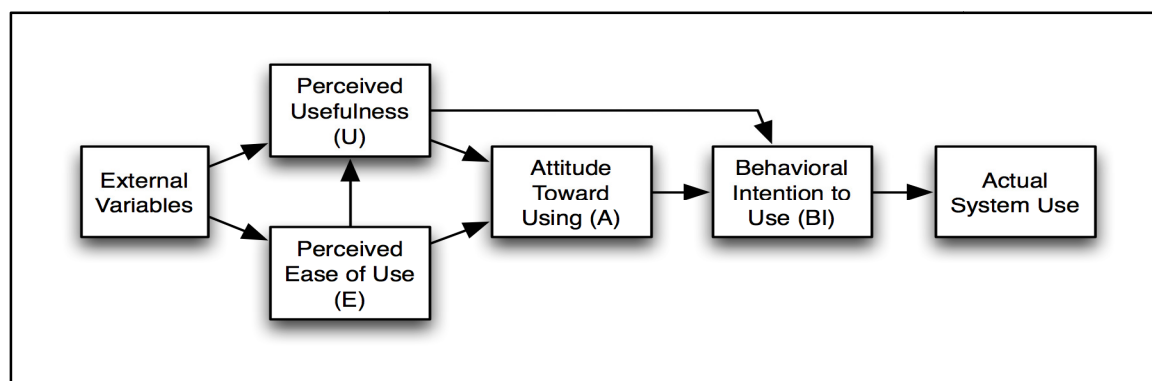 External
Variables
Perceived
Usefulness
(U)
Perceived
Ease of Use
(E)
Attitude
Toward
Using (A)
Behavioral
Intention to
Use (BI)
Actual
System Use